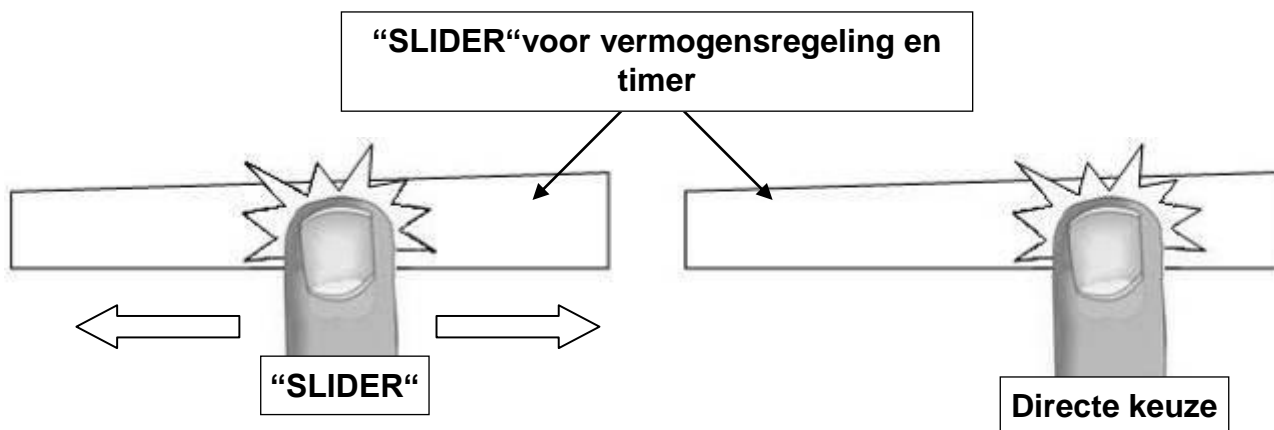 “SLIDER“voor vermogensregeling en
timer
“SLIDER“
Directe keuze